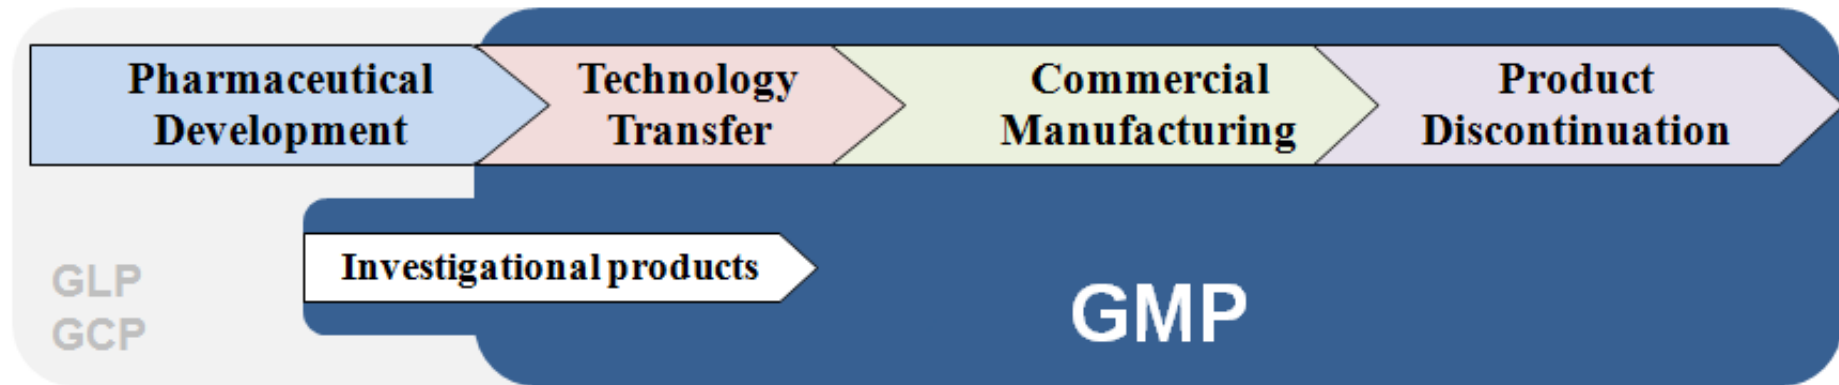 Pharmaceutical
Development
Technology
Transfer
Commercial
Manufacturing
Product
Discontinuation
Investigational products
GLP
GCP
GMP